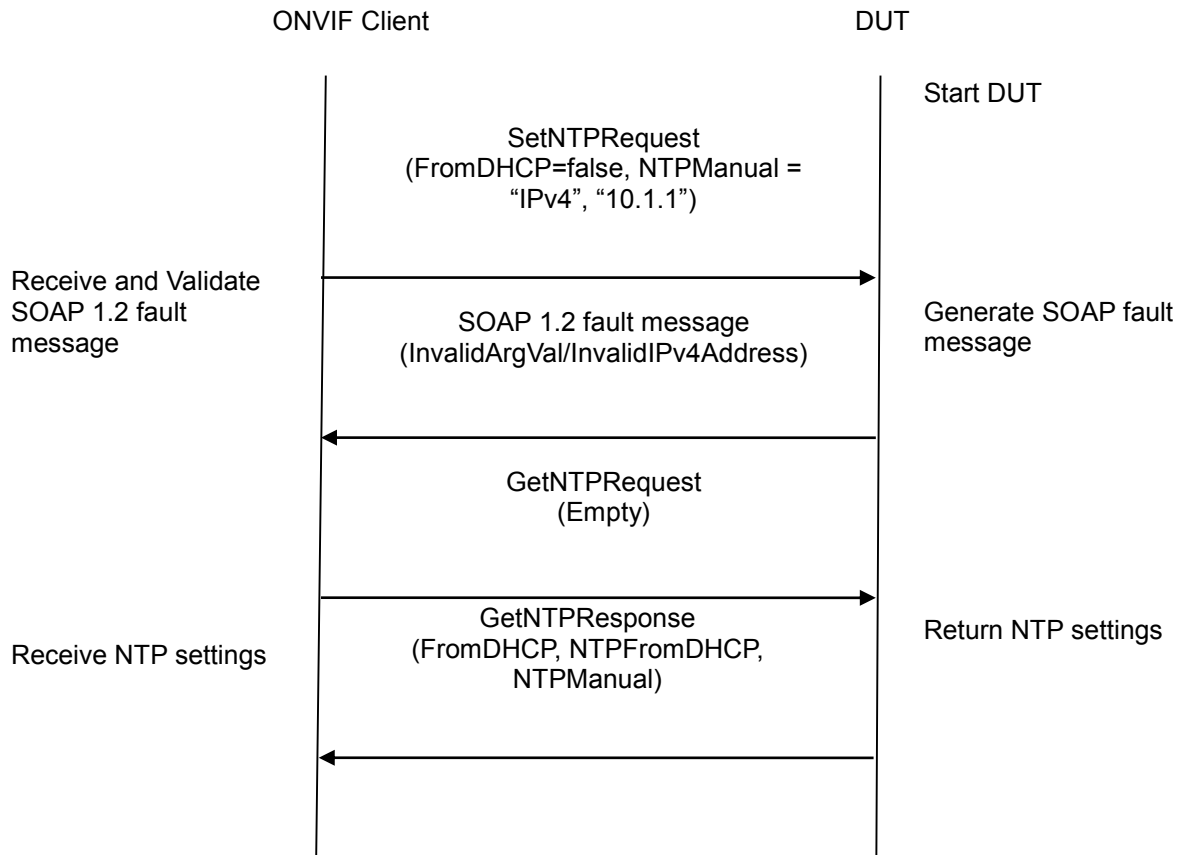 ONVIF Client
DUT
Start DUT
SetNTPRequest
(FromDHCP=false, NTPManual =
“IPv4”, “10.1.1”)
Receive and Validate
SOAP 1.2 fault
message
SOAP 1.2 fault message
(InvalidArgVal/InvalidIPv4Address)
Generate SOAP fault
message
GetNTPRequest
(Empty)
GetNTPResponse
(FromDHCP, NTPFromDHCP,
NTPManual)
Return NTP settings
Receive NTP settings